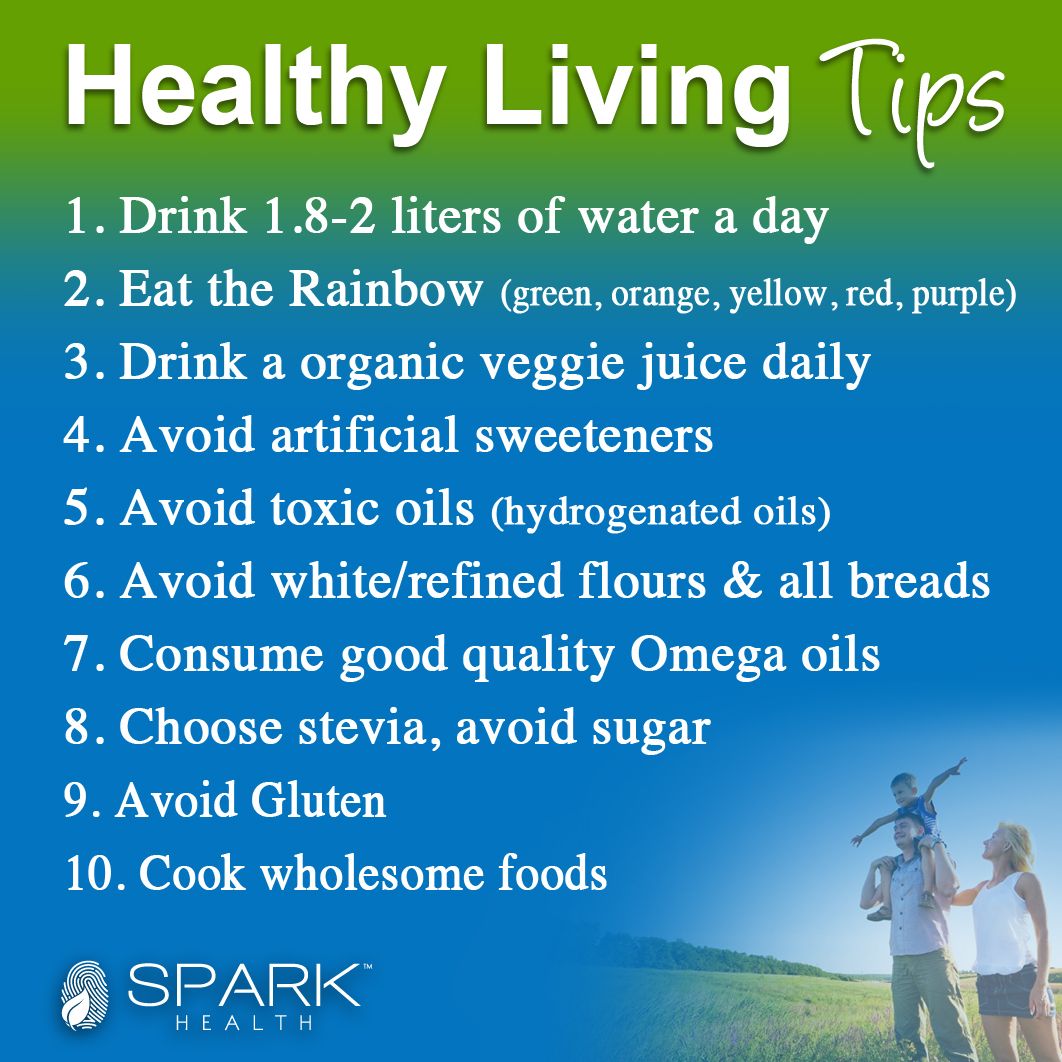 Healthy Living Tips
1. Drink 1.8-2 liters of water a day
2. Eat the Rainbow (green, orange, yellow, red, purple)
3. Drink a organic veggie juice daily
4. Avoid artificial sweeteners
5. Avoid toxic oils (hydrogenated oils)
6. Avoid white/refined flours & all breads
7. Consume good quality Omega oils
8. Choose stevia, avoid sugar
9. Avoid Gluten
10. Cook wholesome foods
SPARK™
HEALTH